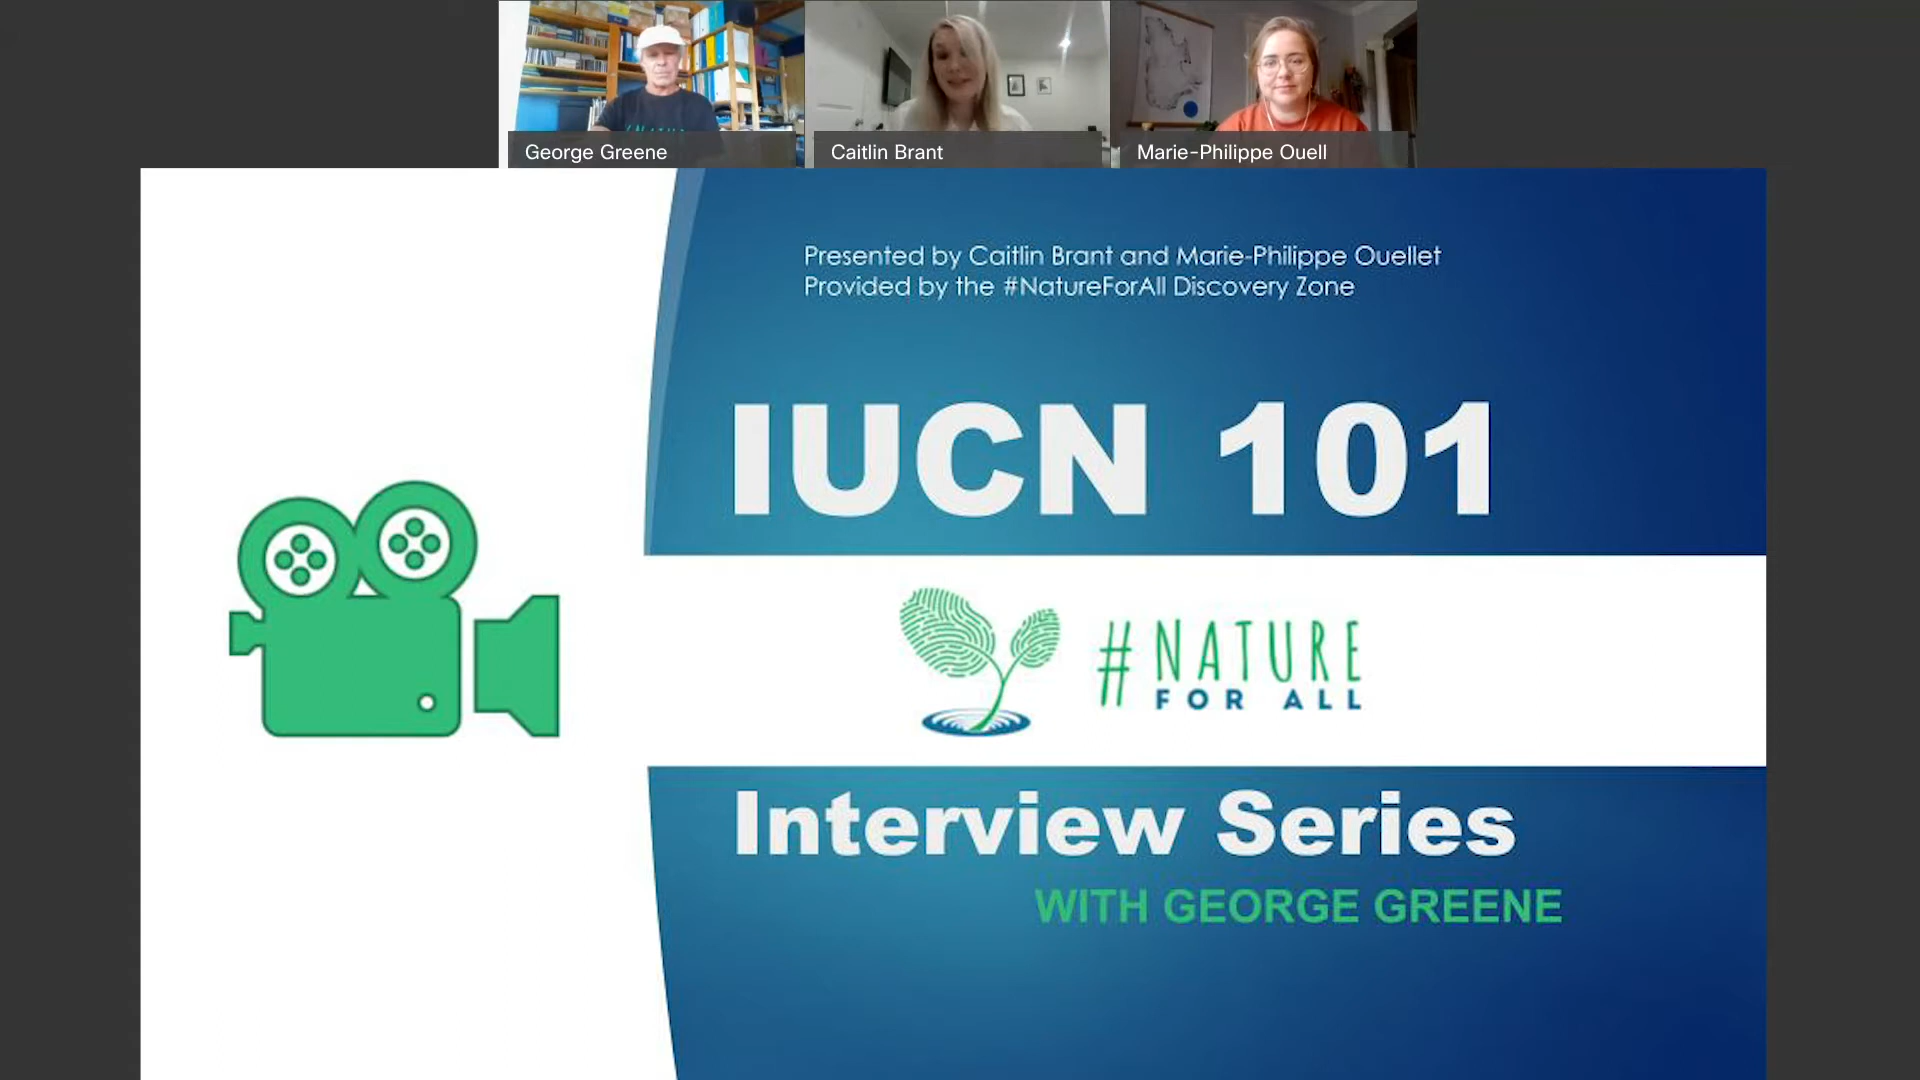 George Greene
Caitlin Brant
Marie-Philippe Ouell
Presented by Caitlin Brant and Marie-Philippe Ouellet
Provided by the #NatureForAll Discovery Zone
IUCN 101
#NATURE
FOR ALL
Interview Series
WITH GEORGE GREENE